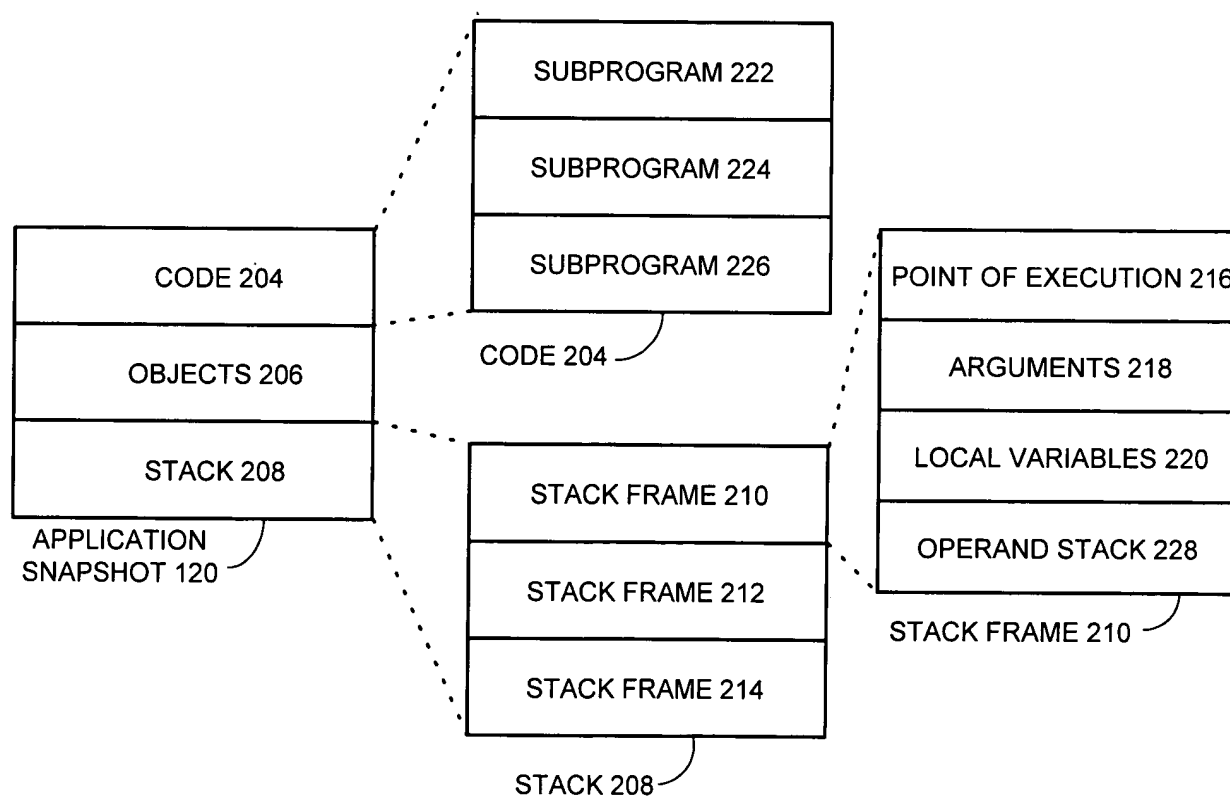 SUBPROGRAM 222
SUBPROGRAM 224
SUBPROGRAM 226
CODE 204
CODE 204
OBJECTS 206
STACK 208
APPLICATION
SNAPSHOT 120
STACK FRAME 210
STACK FRAME 212
STACK FRAME 214
STACK 208
POINT OF EXECUTION 216
ARGUMENTS 218
LOCAL VARIABLES 220
OPERAND STACK 228
STACK FRAME 210